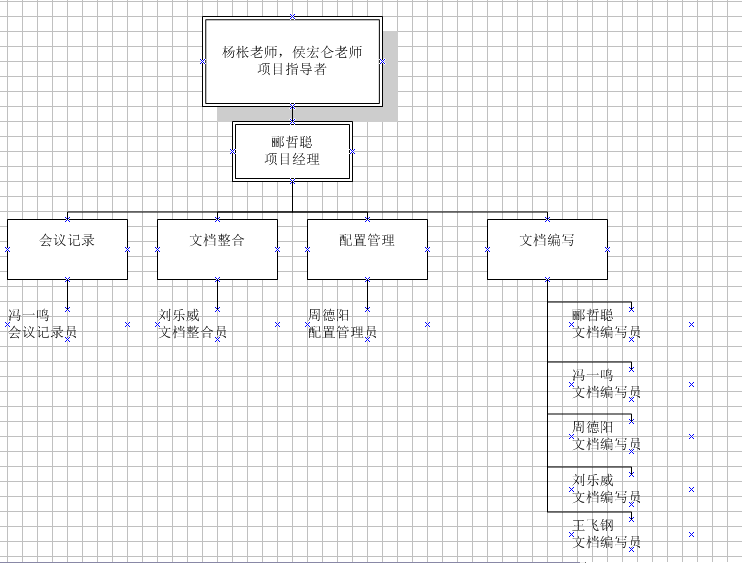 杨枨老师，侯宏仑老师
项目指导者
郦哲聪
项目经理
会议记录
文档整合
配置管理
文档编写
冯一鸣
会议记录员
刘乐威
文档整合员
周德阳
配置管理员
郦哲聪
文档编写员
冯一鸣
文档编写员
周德阳
文档编写员
刘乐威
文档编写员
王飞钢
文档编写员